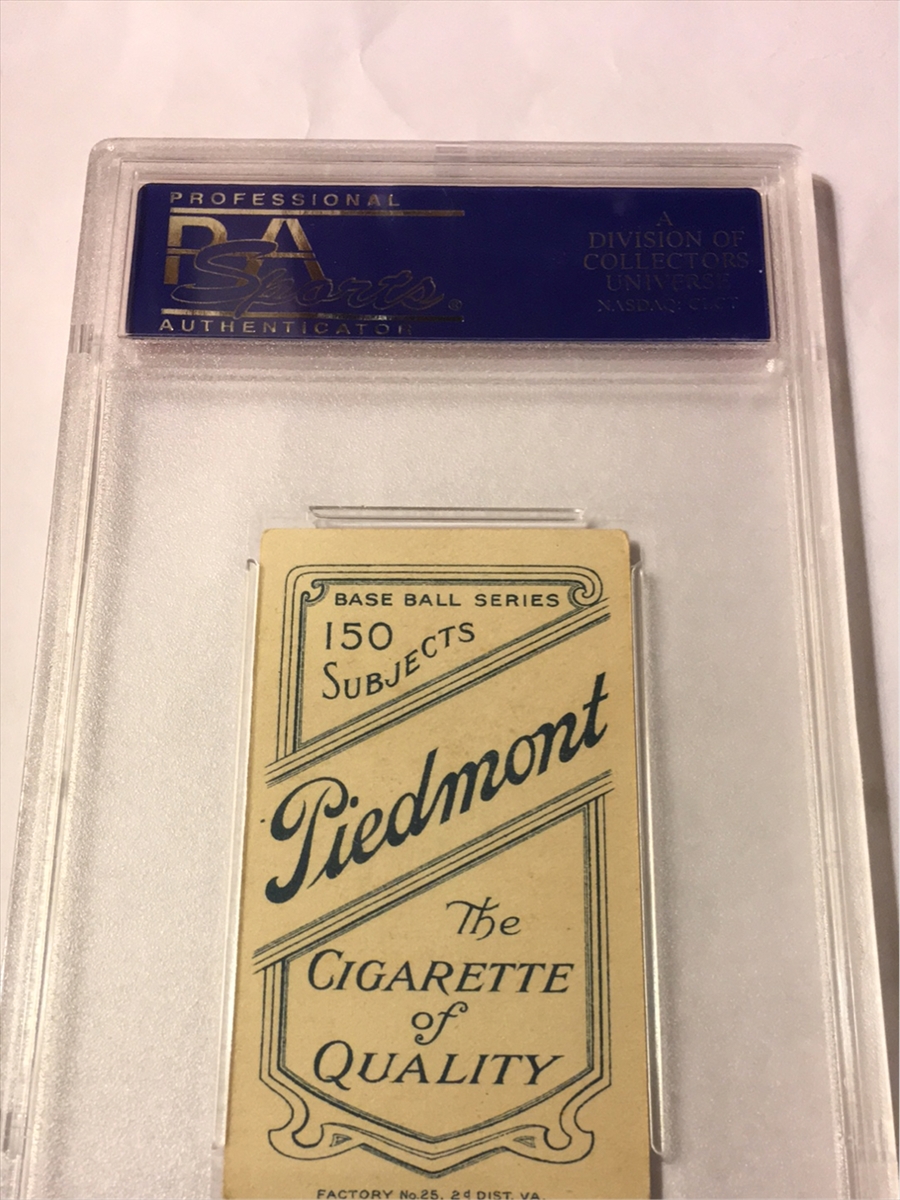 PROFESSIONAL
PSA
Sports®
AUTHENTICATOR
A
DIVISION OF
COLLECTORS
UNIVERSE
NASDAQ: CLCT
BASE BALL SERIES
150
SUBJECTS
Piedmont
The
CIGARETTE
of
QUALITY
FACTORY No. 25, 2d DIST. VA.